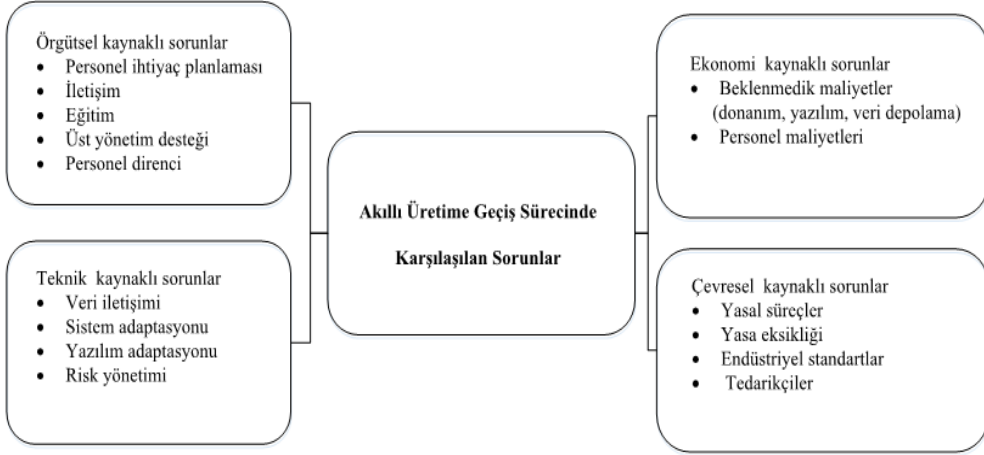 Örgütsel kaynaklı sorunlar
• Personel ihtiyaç planlaması
• İletişim
• Eğitim
• Üst yönetim desteği
• Personel direnci
Teknik kaynaklı sorunlar
• Veri iletişimi
• Sistem adaptasyonu
• Yazılım adaptasyonu
• Risk yönetimi
Akıllı Üretime Geçiş Sürecinde
Karşılaşılan Sorunlar
Ekonomi kaynaklı sorunlar
• Beklenmedik maliyetler
(donanım, yazılım, veri depolama)
• Personel maliyetleri
Çevresel kaynaklı sorunlar
• Yasal süreçler
• Yasa eksikliği
• Endüstriyel standartlar
• Tedarikçiler